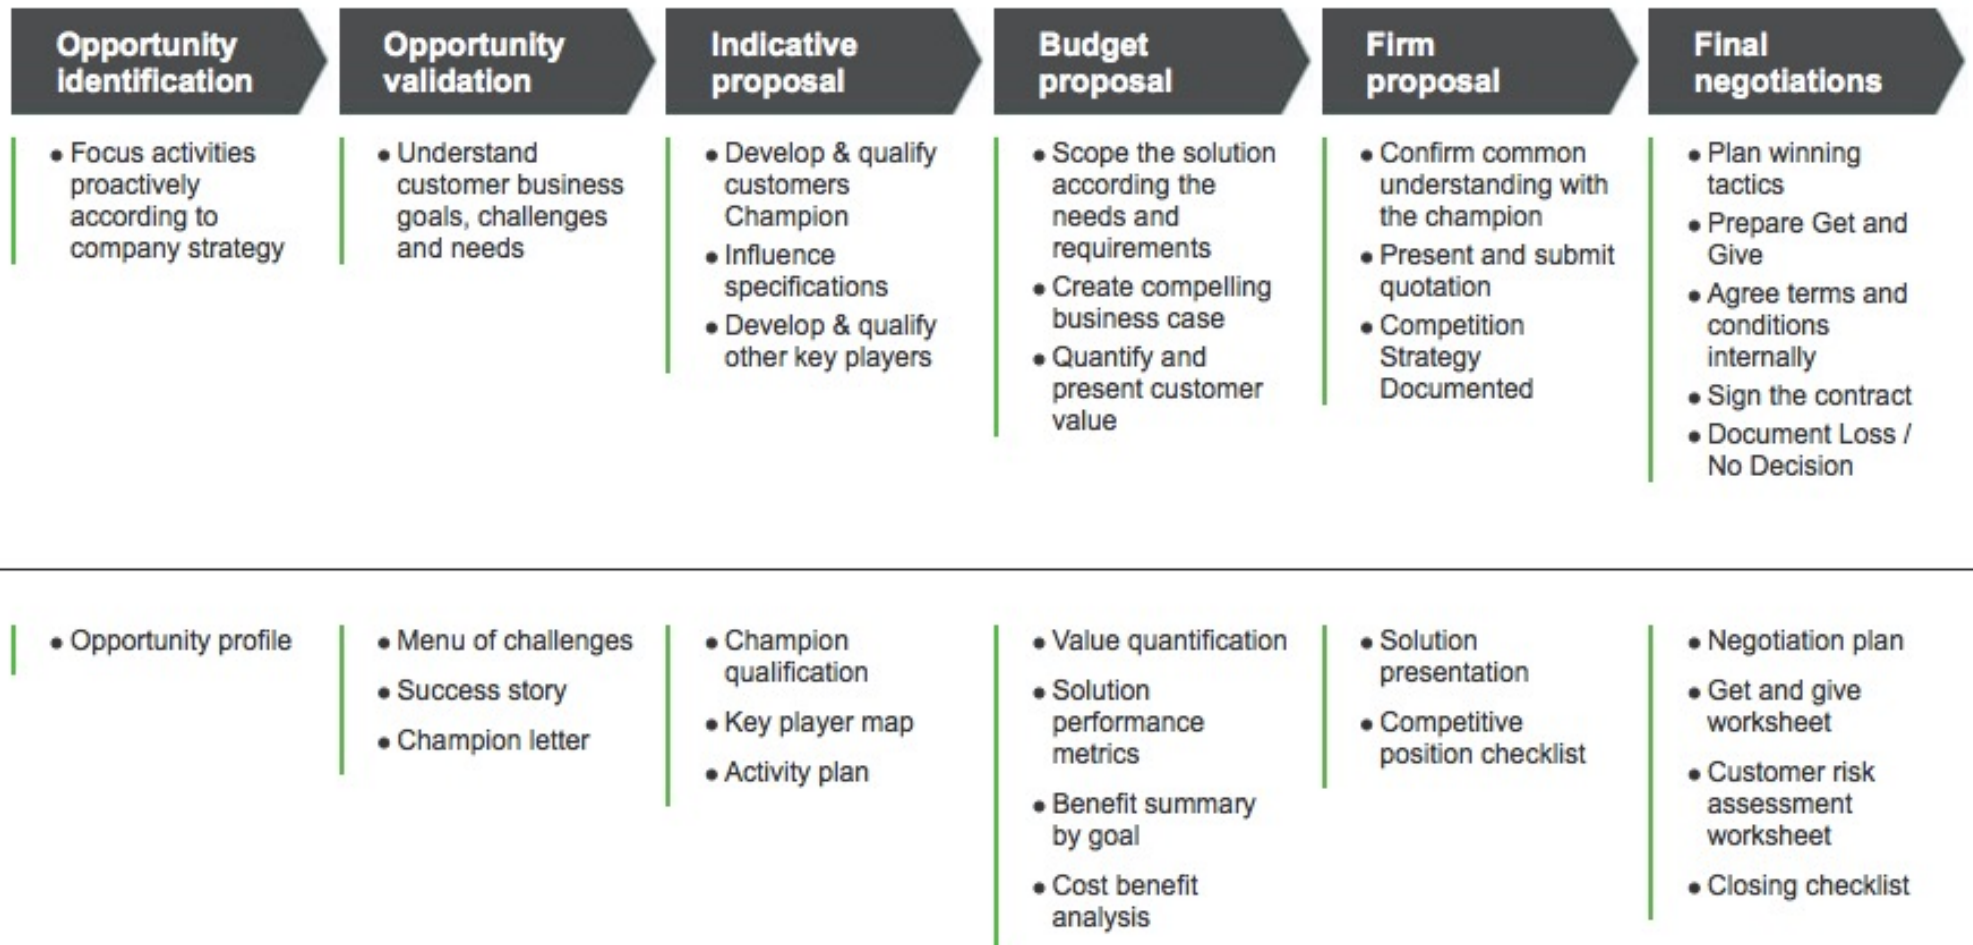 Opportunity
identification
Opportunity
validation
Indicative
proposal
Budget
proposal
Firm
proposal
Final
negotiations
• Focus activities
proactively
according to
company strategy
• Understand
customer business
goals, challenges
and needs
• Develop & qualify
customers
Champion
• Influence
specifications
• Develop & qualify
other key players
• Scope the solution
according the
needs and
requirements
• Create compelling
business case
• Quantify and
present customer
value
• Confirm common
understanding with
the champion
• Present and submit
quotation
• Competition
Strategy
Documented
• Plan winning
tactics
• Prepare Get and
Give
• Agree terms and
conditions
internally
• Sign the contract
• Document Loss /
No Decision
• Opportunity profile
• Menu of challenges
• Success story
• Champion letter
• Champion
qualification
• Key player map
• Activity plan
• Value quantification
• Solution
performance
metrics
• Benefit summary
by goal
• Cost benefit
analysis
• Solution
presentation
• Competitive
position checklist
• Negotiation plan
• Get and give
worksheet
• Customer risk
assessment
worksheet
• Closing checklist